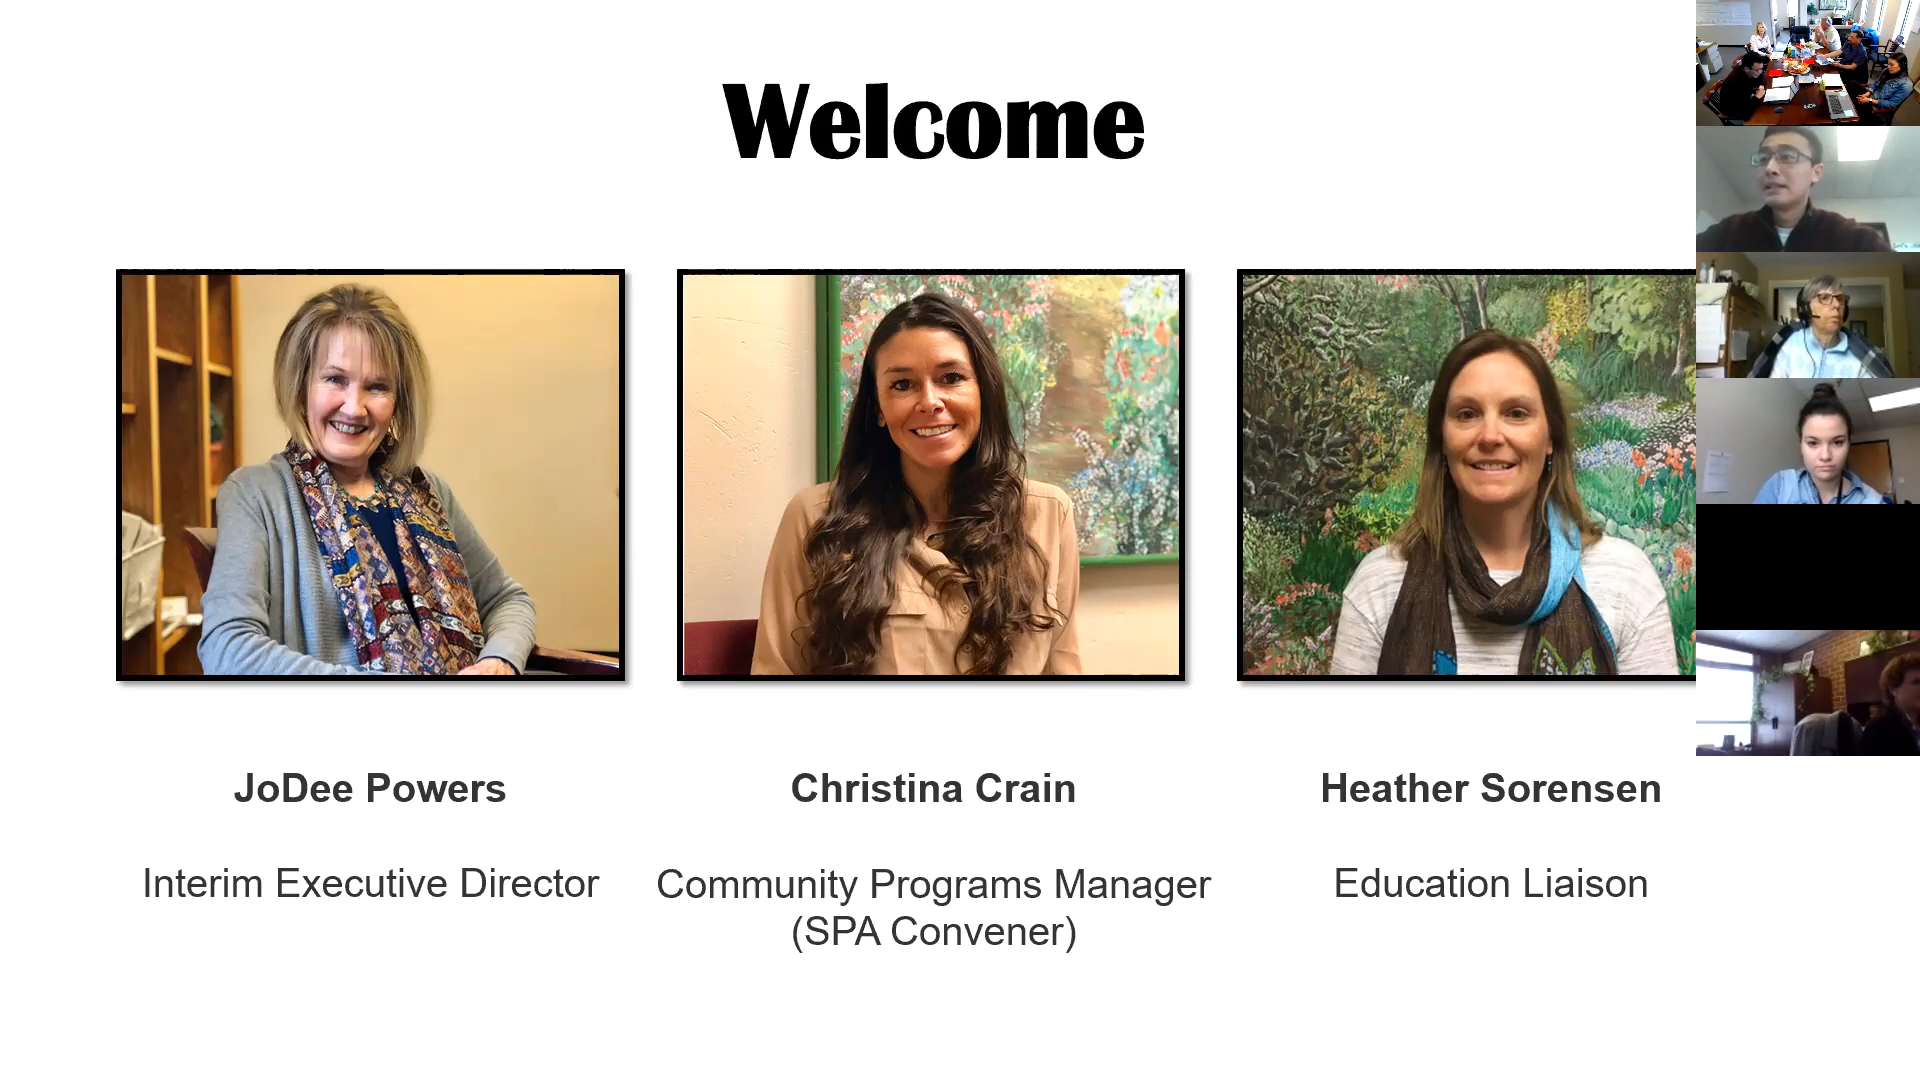 Welcome
JoDee Powers
Christina Crain
Heather Sorensen
Interim Executive Director
Community Programs Manager
(SPA Convener)
Education Liaison